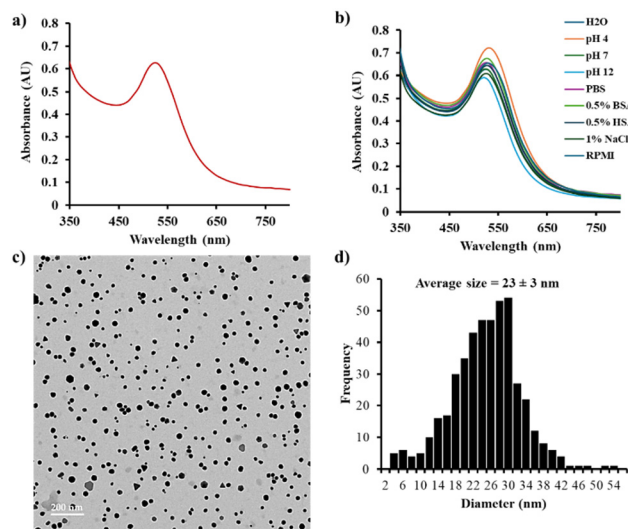 a)
0.8
0.7
0.6
0.5
0.4
0.3
0.2
0.1
0
Absorbance (AU)
350 450 550 650 750
Wavelength (nm)
b)
0.8
0.7
0.6
0.5
0.4
0.3
0.2
0.1
0
Absorbance (AU)
350 450 550 650 750
Wavelength (nm)
H2O
pH 4
pH 7
pH 12
PBS
0.5% BSA
0.5% HSA
1% NaCl
RPMI
c)
200 nm
d)
Average size = 23 ± 3 nm
60
50
40
30
20
10
0
Frequency
2 6 10 14 18 22 26 30 34 38 42 46 50 54
Diameter (nm)